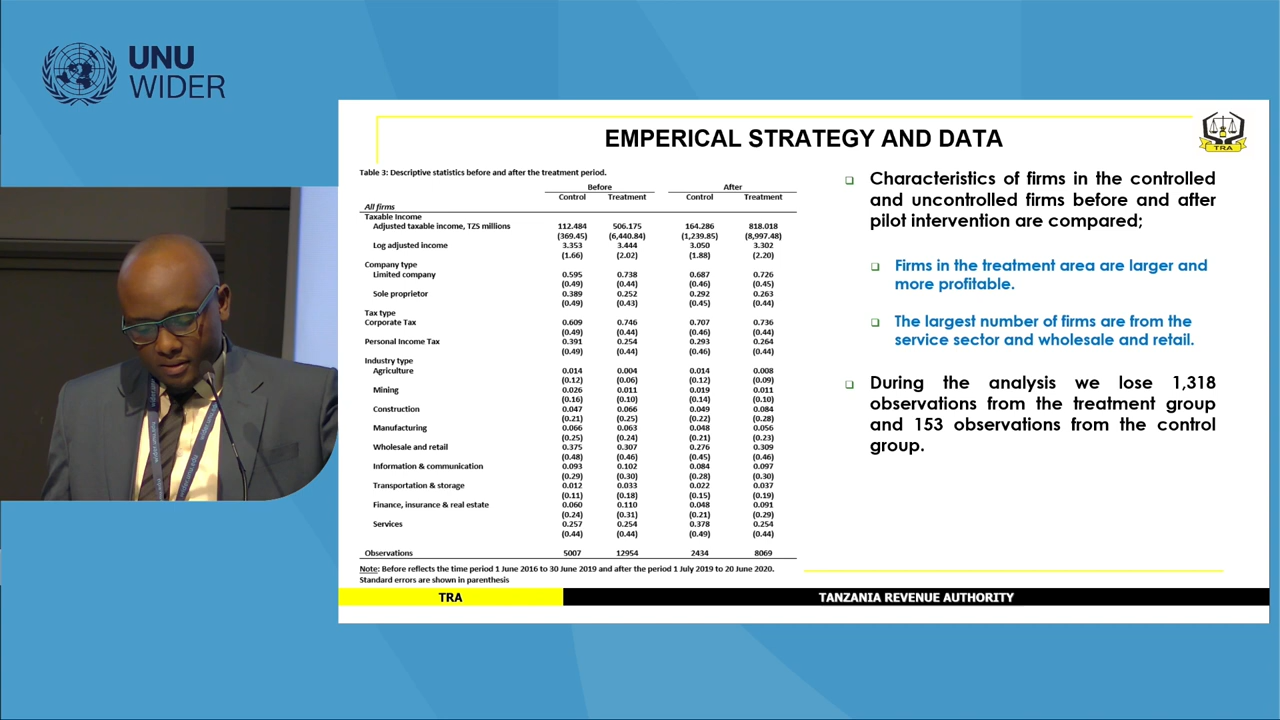 UNU
WIDER
EMPERICAL STRATEGY AND DATA
TRA
Table 3: Descriptive statistics before and after the treatment period.
Before After
Control Treatment Control Treatment
All firms
Taxable Income
Adjusted taxable income, TZS millions 112.484 506.175 164.286 818.018
(369.45) (6,440.84) (1,239.85) (8,997.48)
Log adjusted income 3.353 3.444 3.050 3.302
(1.66) (2.02) (1.88) (2.20)
Company type
Limited company 0.595 0.738 0.687 0.726
(0.49) (0.44) (0.46) (0.45)
Sole proprietor 0.389 0.252 0.292 0.263
(0.49) (0.43) (0.45) (0.44)
Tax type
Corporate Tax 0.609 0.746 0.707 0.736
(0.49) (0.44) (0.46) (0.44)
Personal Income Tax 0.391 0.254 0.293 0.264
(0.49) (0.44) (0.46) (0.44)
Industry type
Agriculture 0.014 0.004 0.014 0.008
(0.12) (0.06) (0.12) (0.09)
Mining 0.026 0.011 0.019 0.011
(0.16) (0.10) (0.14) (0.10)
Construction 0.047 0.066 0.049 0.084
(0.21) (0.25) (0.22) (0.28)
Manufacturing 0.066 0.063 0.048 0.056
(0.25) (0.24) (0.21) (0.23)
Wholesale and retail 0.375 0.307 0.276 0.309
(0.48) (0.46) (0.45) (0.46)
Information & communication 0.093 0.102 0.084 0.097
(0.29) (0.30) (0.28) (0.30)
Transportation & storage 0.012 0.033 0.022 0.037
(0.11) (0.18) (0.15) (0.19)
Finance, insurance & real estate 0.060 0.110 0.048 0.091
(0.24) (0.31) (0.21) (0.29)
Services 0.257 0.254 0.378 0.254
(0.44) (0.44) (0.49) (0.44)
Observations 5007 12954 2434 8069
Note: Before reflects the time period 1 June 2016 to 30 June 2019 and after the period 1 July 2019 to 20 June 2020.
Standard errors are shown in parenthesis
Characteristics of firms in the controlled
and uncontrolled firms before and after
pilot intervention are compared;
Firms in the treatment area are larger and
more profitable.
The largest number of firms are from the
service sector and wholesale and retail.
During the analysis we lose 1,318
observations from the treatment group
and 153 observations from the control
group.
TRA
TANZANIA REVENUE AUTHORITY